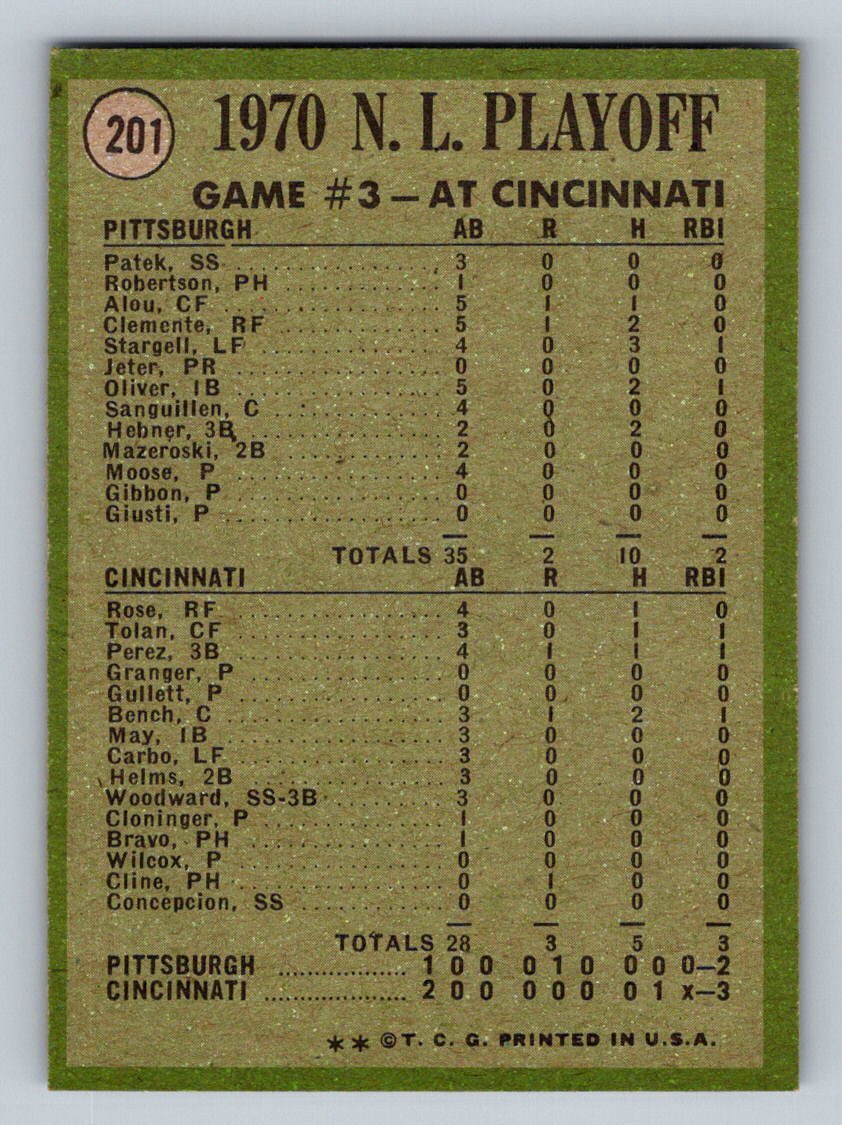 201
1970 N. L. PLAYOFF
GAME #3 – AT CINCINNATI
PITTSBURGH AB R H RBI
Patek, SS 3 0 0 0
Robertson, PH 1 0 0 0
Alou, CF 5 1 1 0
Clemente, RF 5 1 2 0
Stargell, LF 4 0 3 1
Jeter, PR 0 0 0 0
Oliver, 1B 5 0 2 1
Sanguillen, C 4 0 0 0
Hebner, 3B 2 0 2 0
Mazeroski, 2B 2 0 0 0
Moose, P 4 0 0 0
Gibbon, P 0 0 0 0
Giusti, P 0 0 0 0
TOTALS 35 2 10 2
CINCINNATI AB R H RBI
Rose, RF 4 0 1 0
Tolan, CF 3 0 1 1
Perez, 3B 4 1 1 1
Granger, P 0 0 0 0
Gullett, P 0 0 0 0
Bench, C 3 1 2 1
May, 1B 3 0 0 0
Carbo, LF 3 0 0 0
Helms, 2B 3 0 0 0
Woodward, SS-3B 3 0 0 0
Cloninger, P 1 0 0 0
Bravo, PH 1 0 0 0
Wilcox, P 0 0 0 0
Cline, PH 0 1 0 0
Concepcion, SS 0 0 0 0
TOTALS 28 3 5 3
PITTSBURGH 1 0 0 0 1 0 0 0 0–2
CINCINNATI 2 0 0 0 0 0 0 1 x–3
** ©T. C. G. PRINTED IN U.S.A.